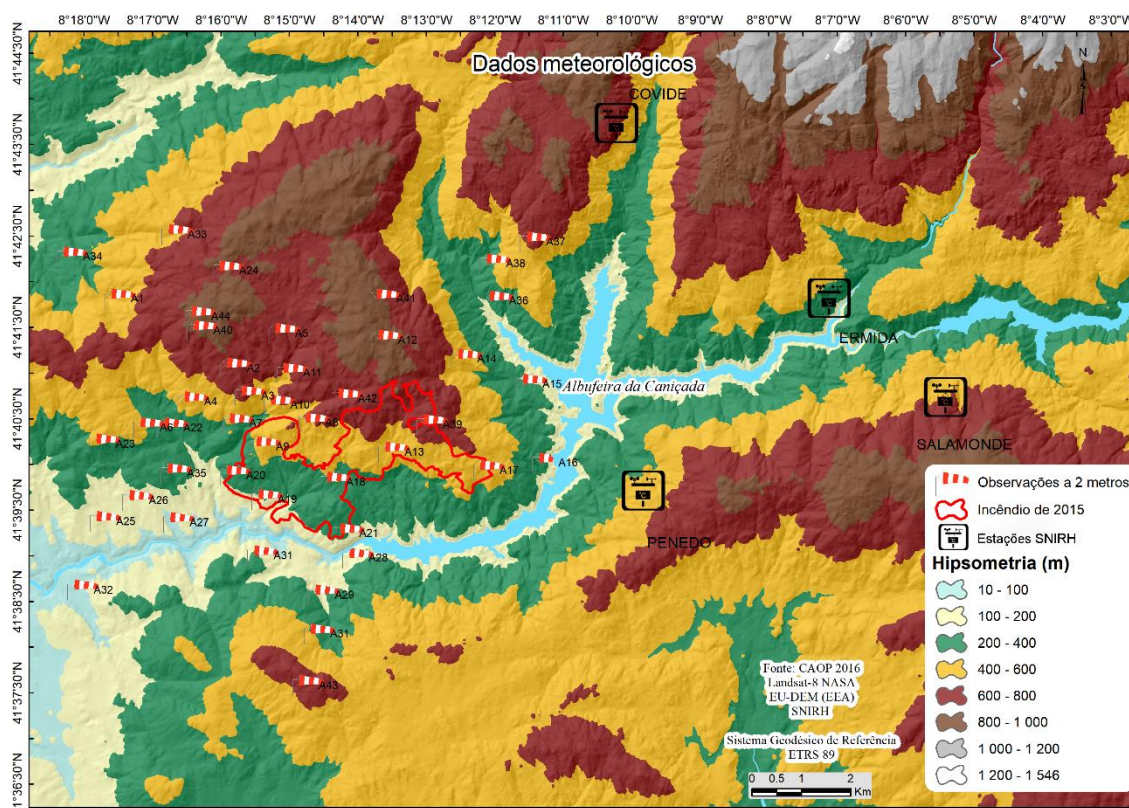 8°18'0"W 8°17'0"W 8°16'0"W 8°15'0"W 8°14'0"W 8°13'0"W 8°12'0"W 8°11'0"W 8°10'0"W 8°9'0"W 8°8'0"W 8°7'0"W 8°6'0"W 8°5'0"W 8°4'0"W 8°3'0"W
41°44'30"N
41°43'30"N
41°42'30"N
41°41'30"N
41°40'30"N
41°39'30"N
41°38'30"N
41°37'30"N
41°36'30"N
Dados meteorológicos
N
COVIDE
A33
A37
A34
A38
A24
A1
A41
A36
A44
A40
A5
A12
ERMIDA
A14
A2
A11
A15
Albufeira da Caniçada
A3
A42
A4
A10
A7
A8
A39
A6
A22
SALAMONDE
A23
A9
A13
A16
A35
A20
A18
A17
A26
A19
A25
A27
A21
PENEDO
A31
A28
A32
A29
A31
A43
Observações a 2 metros
Incêndio de 2015
Estações SNIRH
Hipsometria (m)
10 - 100
100 - 200
200 - 400
400 - 600
600 - 800
800 - 1 000
1 000 - 1 200
1 200 - 1 546
Fonte: CAOP 2016
Landsat-8 NASA
EU-DEM (EEA)
SNIRH
Sistema Geodésico de Referência
ETRS 89
0 0.5 1 2
Km